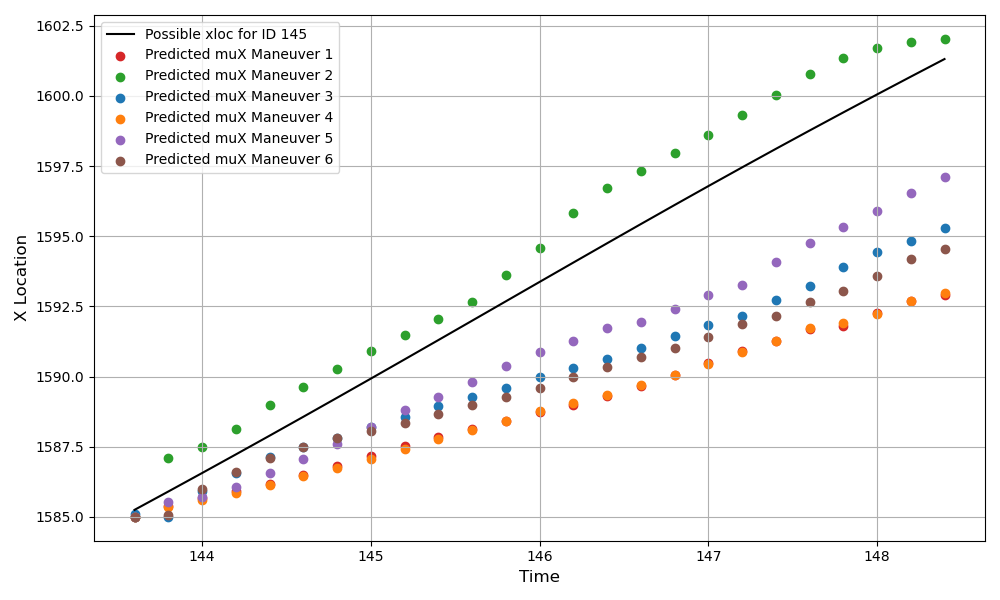 1602.5
1600.0
1597.5
1595.0
1592.5
1590.0
1587.5
1585.0
X Location
Possible xloc for ID 145
Predicted muX Maneuver 1
Predicted muX Maneuver 2
Predicted muX Maneuver 3
Predicted muX Maneuver 4
Predicted muX Maneuver 5
Predicted muX Maneuver 6
144 145 146 147 148
Time